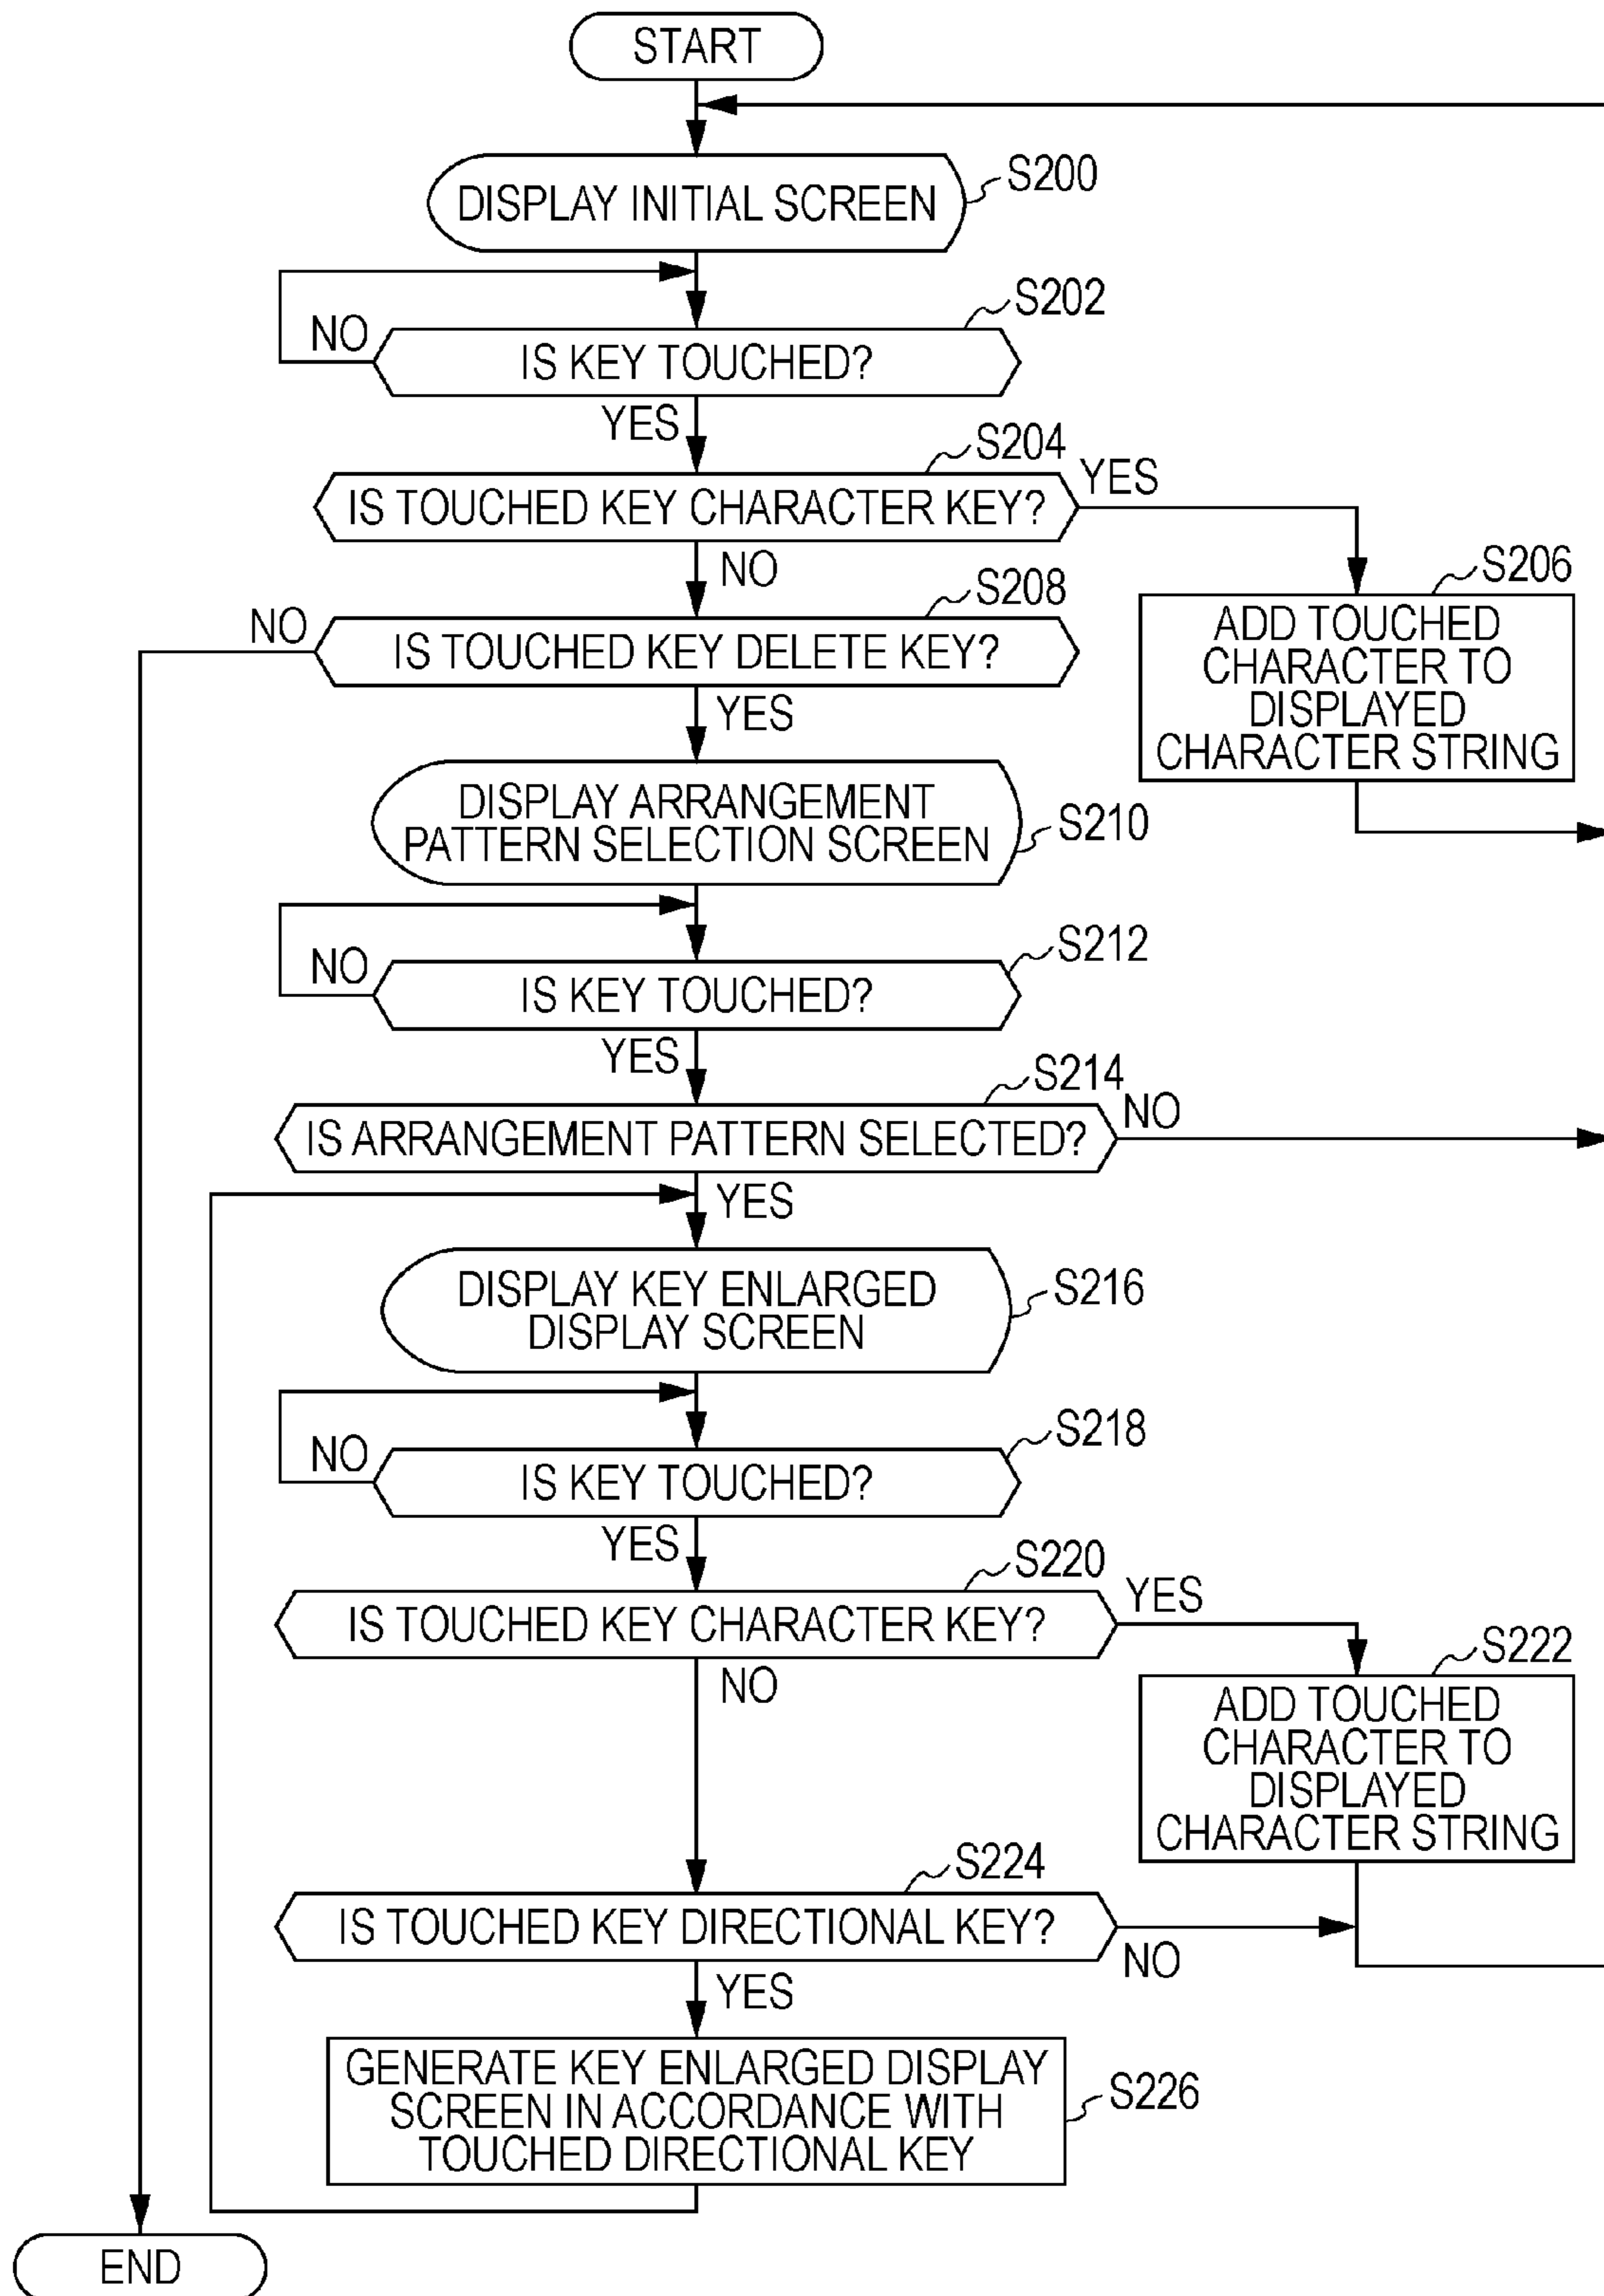 START
DISPLAY INITIAL SCREEN
S200
S202
NO
IS KEY TOUCHED?
YES
S204
IS TOUCHED KEY CHARACTER KEY?
YES
NO
S206
ADD TOUCHED
CHARACTER TO
DISPLAYED
CHARACTER STRING
S208
NO
IS TOUCHED KEY DELETE KEY?
YES
DISPLAY ARRANGEMENT
PATTERN SELECTION SCREEN
S210
S212
NO
IS KEY TOUCHED?
YES
S214
IS ARRANGEMENT PATTERN SELECTED?
NO
YES
DISPLAY KEY ENLARGED
DISPLAY SCREEN
S216
S218
NO
IS KEY TOUCHED?
YES
S220
IS TOUCHED KEY CHARACTER KEY?
YES
NO
S222
ADD TOUCHED
CHARACTER TO
DISPLAYED
CHARACTER STRING
S224
IS TOUCHED KEY DIRECTIONAL KEY?
NO
YES
GENERATE KEY ENLARGED DISPLAY
SCREEN IN ACCORDANCE WITH
TOUCHED DIRECTIONAL KEY
S226
END